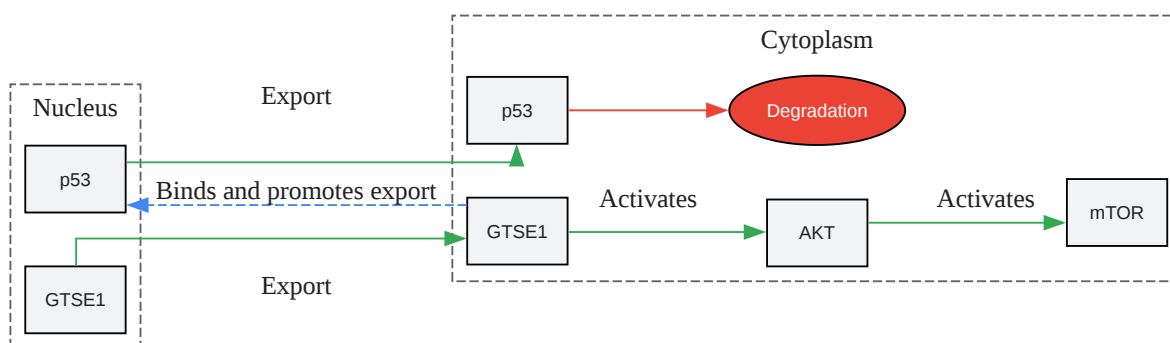 Cytoplasm
Export
p53
Degradation
Nucleus
p53
Binds and promotes export
Activates
Activates
mTOR
GTSE1
AKT
GTSE1
Export